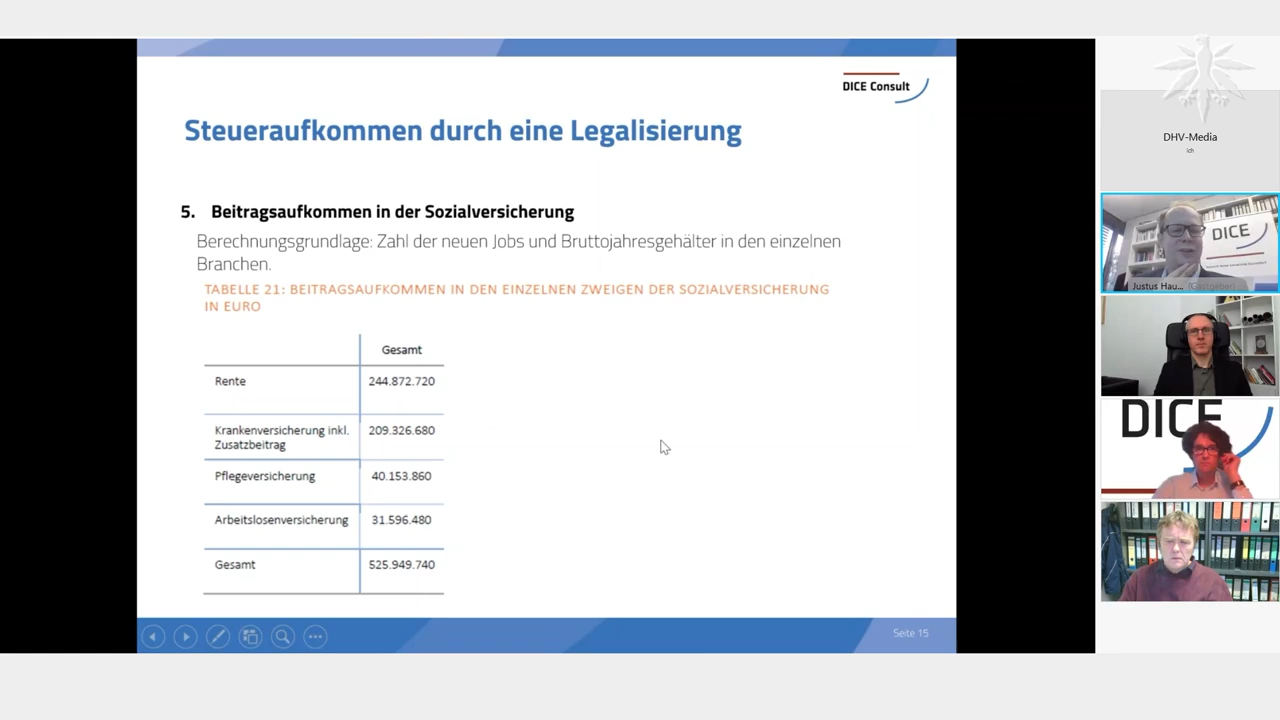 DICE Consult
Steueraufkommen durch eine Legalisierung
5. Beitragsaufkommen in der Sozialversicherung
Berechnungsgrundlage: Zahl der neuen Jobs und Bruttojahresgehälter in den einzelnen
Branchen.
TABELLE 21: BEITRAGSAUFKOMMEN IN DEN EINZELNEN ZWEIGEN DER SOZIALVERSICHERUNG
IN EURO
Gesamt
Rente 244.872.720
Krankenversicherung inkl. 209.326.680
Zusatzbeitrag
Pflegeversicherung 40.153.860
Arbeitslosenversicherung 31.596.480
Gesamt 525.949.740
Seite 15
DHV-Media
Ich
DICE
Justus Hau... (Gastgeber)
DICE